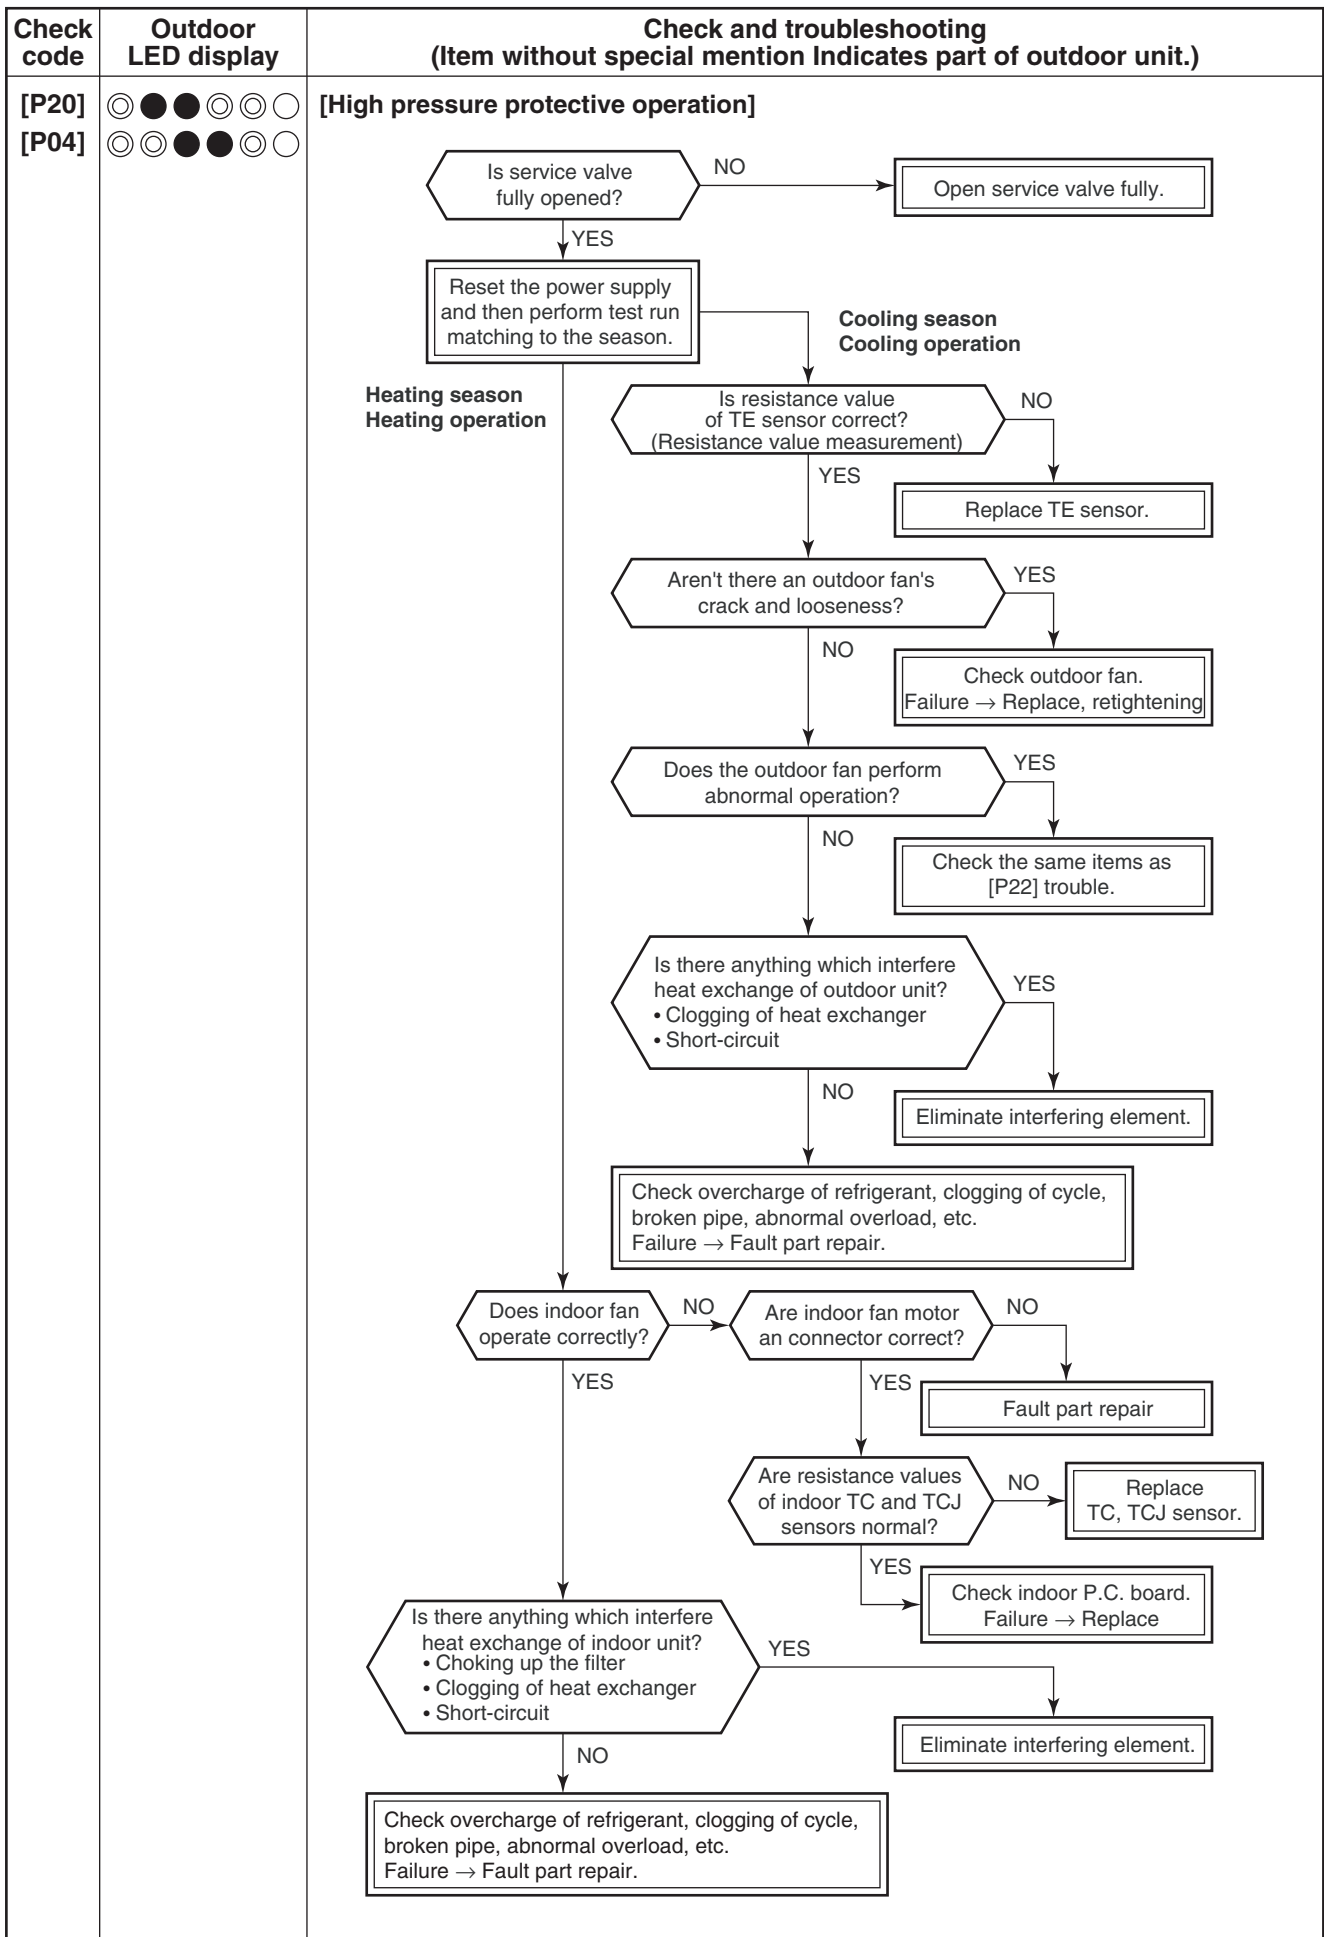 Check code
Outdoor LED display
Check and troubleshooting
(Item without special mention Indicates part of outdoor unit.)
[P20] ◎●●◎◎○
[P04] ◎◎●●◎○
[High pressure protective operation]
Is service valve
fully opened?
NO
Open service valve fully.
YES
Reset the power supply
and then perform test run
matching to the season.
Cooling season
Cooling operation
Heating season
Heating operation
Is resistance value
of TE sensor correct?
(Resistance value measurement)
NO
YES
Replace TE sensor.
Aren't there an outdoor fan's
crack and looseness?
YES
NO
Check outdoor fan.
Failure → Replace, retightening
Does the outdoor fan perform
abnormal operation?
YES
NO
Check the same items as
[P22] trouble.
Is there anything which interfere
heat exchange of outdoor unit?
• Clogging of heat exchanger
• Short-circuit
YES
NO
Eliminate interfering element.
Check overcharge of refrigerant, clogging of cycle,
broken pipe, abnormal overload, etc.
Failure → Fault part repair.
Does indoor fan
operate correctly?
NO
Are indoor fan motor
an connector correct?
NO
YES
YES
Fault part repair
Are resistance values
of indoor TC and TCJ
sensors normal?
NO
Replace
TC, TCJ sensor.
YES
Check indoor P.C. board.
Failure → Replace
Is there anything which interfere
heat exchange of indoor unit?
• Choking up the filter
• Clogging of heat exchanger
• Short-circuit
YES
Eliminate interfering element.
NO
Check overcharge of refrigerant, clogging of cycle,
broken pipe, abnormal overload, etc.
Failure → Fault part repair.